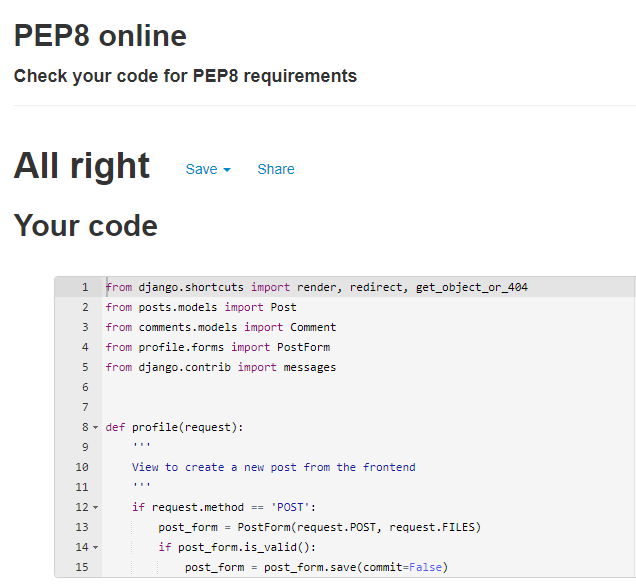 PEP8 online
Check your code for PEP8 requirements
All right Save Share
Your code
1 from django.shortcuts import render, redirect, get_object_or_404
2 from posts.models import Post
3 from comments.models import Comment
4 from profile.forms import PostForm
5 from django.contrib import messages
6
7
8 def profile(request):
9 '''
10 View to create a new post from the frontend
11 '''
12 if request.method == 'POST':
13 post_form = PostForm(request.POST, request.FILES)
14 if post_form.is_valid():
15 post_form = post_form.save(commit=False)